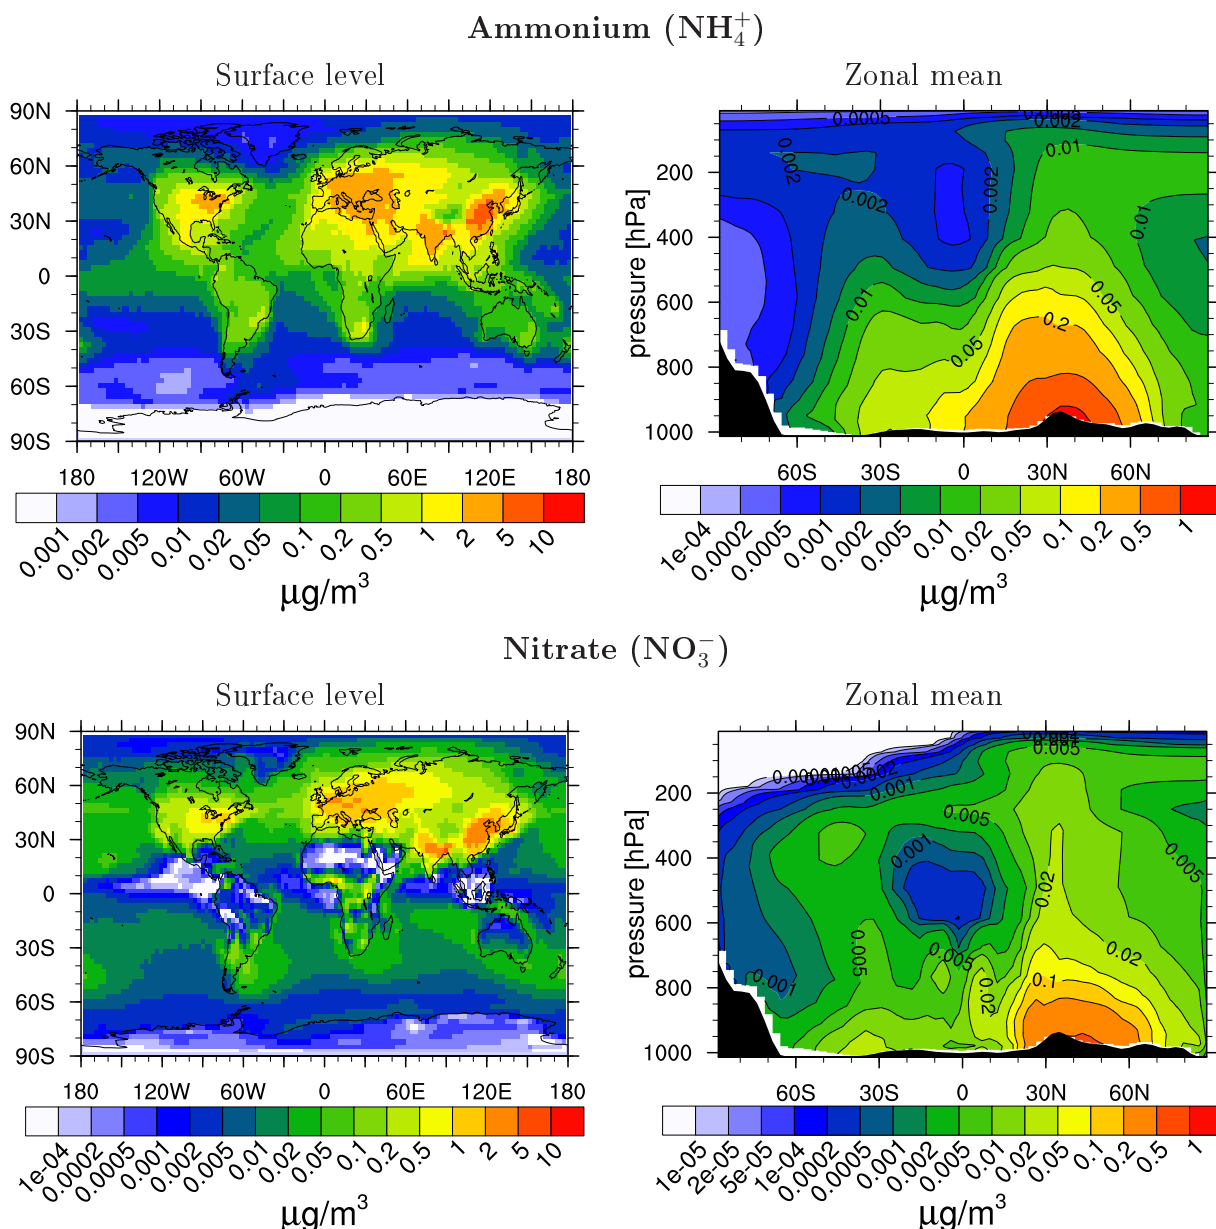 Ammonium (NH₄⁺)
Surface level
Zonal mean
90N
60N
30N
0
30S
60S
90S
180 120W 60W 0 60E 120E 180
0.001 0.002 0.005 0.01 0.02 0.05 0.1 0.2 0.5 1 2 5 10
μg/m³
pressure [hPa]
200
400
600
800
1000
0.0005
0.002
0.01
0.002
0.002
0.002
0.01
0.01
0.05
0.2
0.05
60S 30S 0 30N 60N
1e-04 0.0002 0.0005 0.001 0.002 0.005 0.01 0.02 0.05 0.1 0.2 0.5 1
μg/m³
Nitrate (NO₃⁻)
Surface level
Zonal mean
90N
60N
30N
0
30S
60S
90S
180 120W 60W 0 60E 120E 180
1e-04 0.0002 0.0005 0.001 0.002 0.005 0.01 0.02 0.05 0.1 0.2 0.5 1 2 5 10
μg/m³
pressure [hPa]
200
400
600
800
1000
0.005
0.002
0.001
0.005
0.001
0.005
0.02
0.005
0.005
0.02
0.02
0.001
0.1
60S 30S 0 30N 60N
1e-05 2e-05 5e-05 1e-04 0.0002 0.0005 0.001 0.002 0.005 0.01 0.02 0.05 0.1 0.2 0.5 1
μg/m³